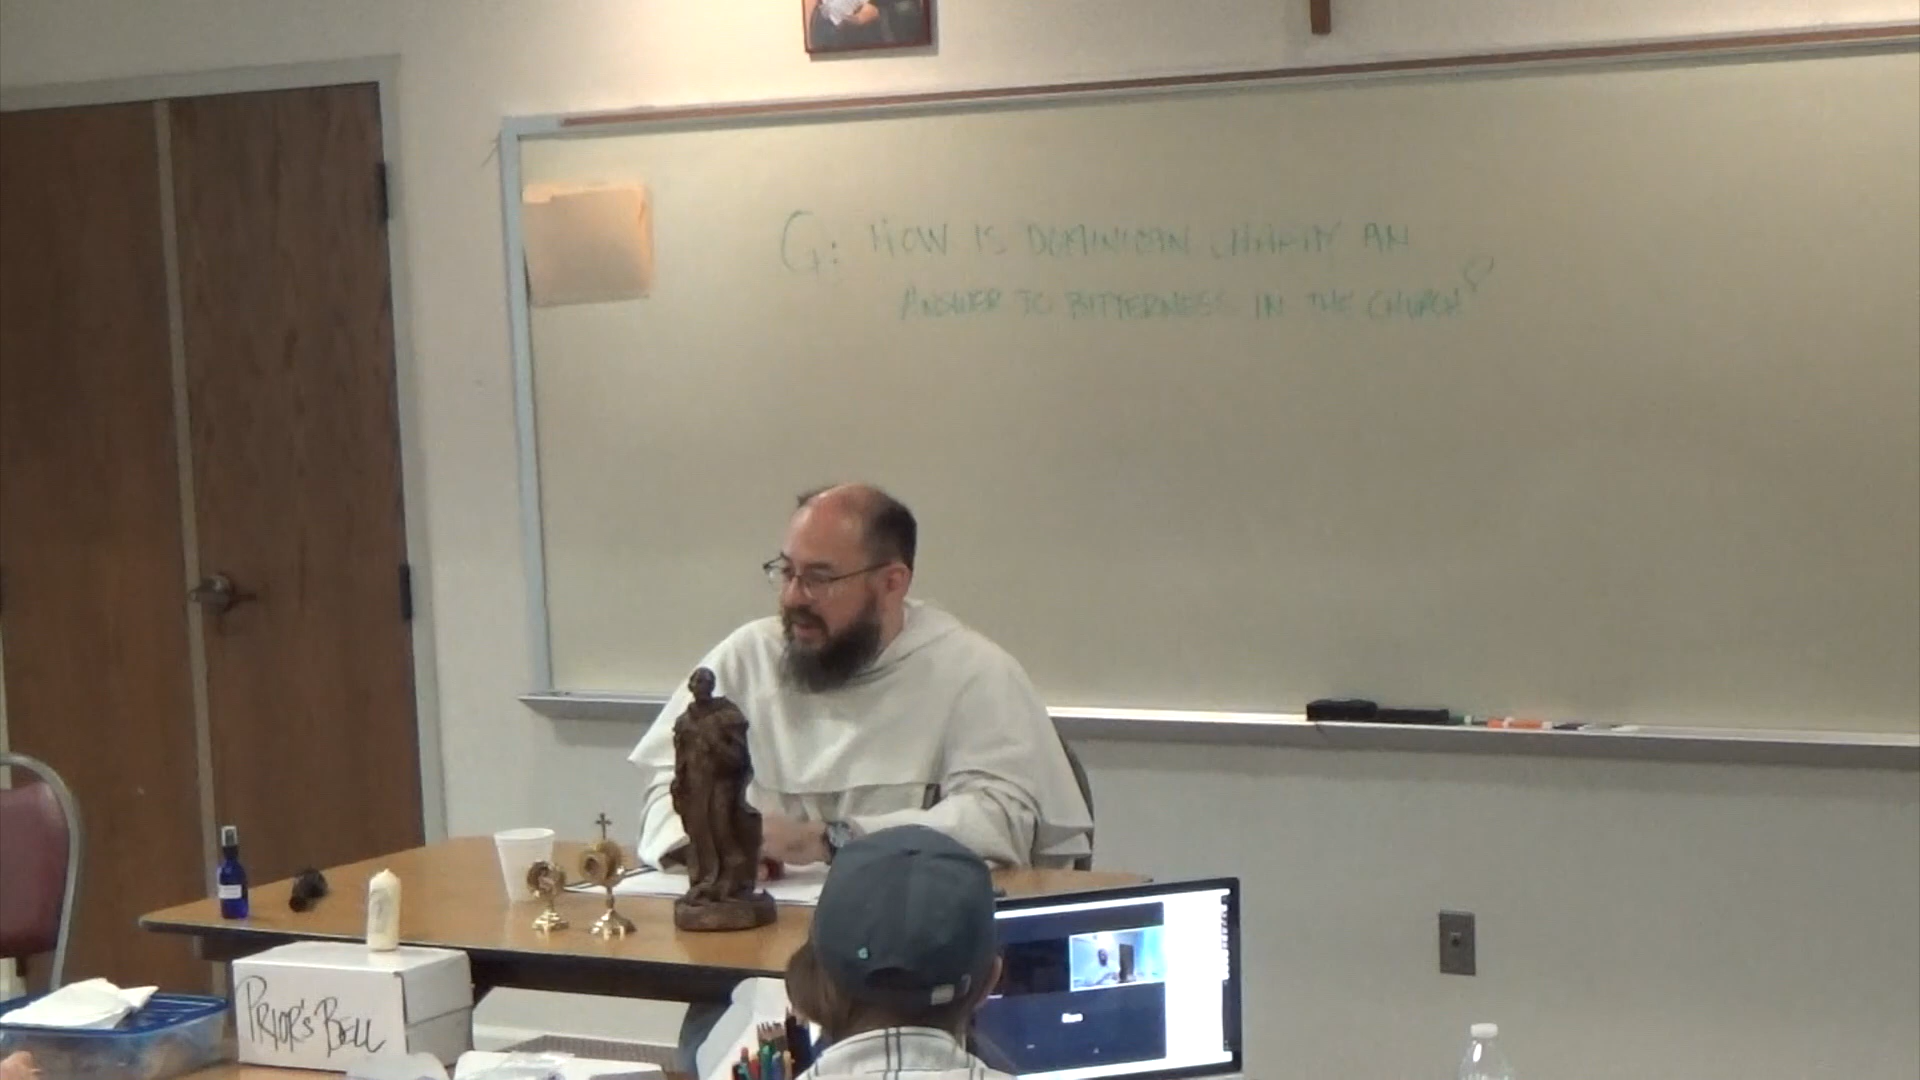 Q: HOW IS DOMINICAN CHARITY AN
ANSWER TO BITTERNESS IN THE CHURCH?
PRIOR'S BELL